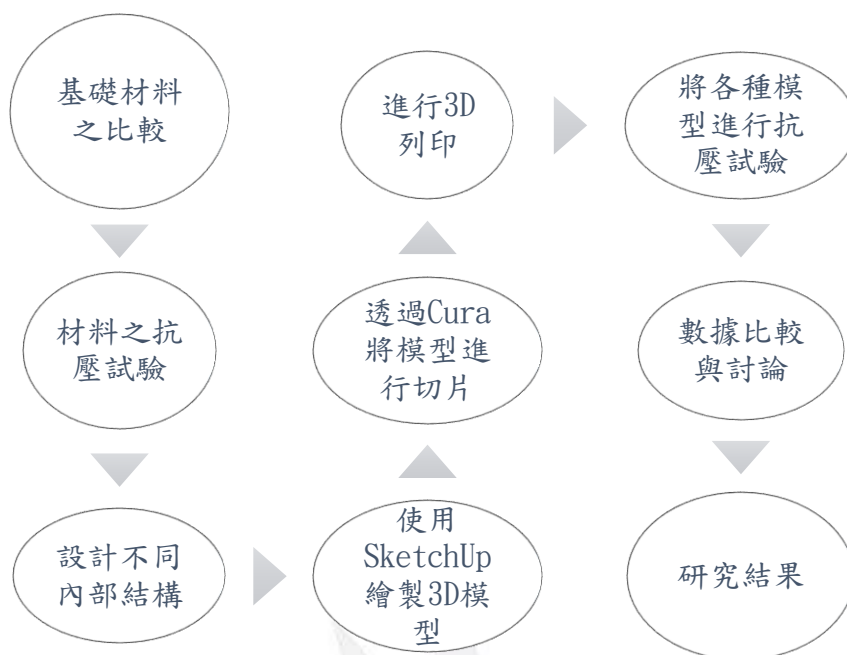 基礎材料
之比較
材料之抗
壓試驗
設計不同
內部結構
使用
SketchUp
繪製3D模
型
透過Cura
將模型進
行切片
進行3D
列印
將各種模
型進行抗
壓試驗
數據比較
與討論
研究結果